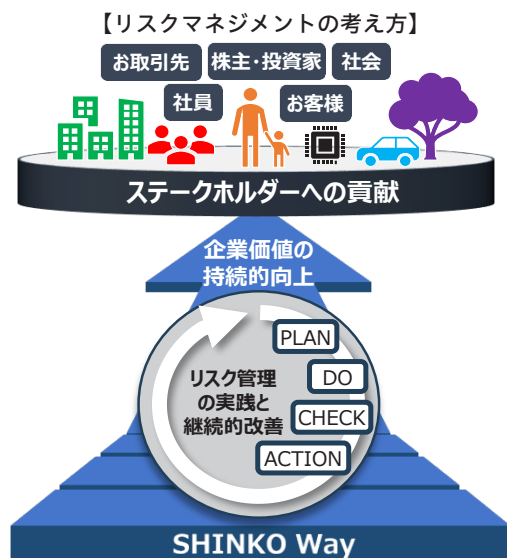 【リスクマネジメントの考え方】
お取引先 株主・投資家 社会
社員 お客様
ステークホルダーへの貢献
企業価値の
持続的向上
PLAN
DO
CHECK
ACTION
リスク管理
の実践と
継続的改善
SHINKO Way